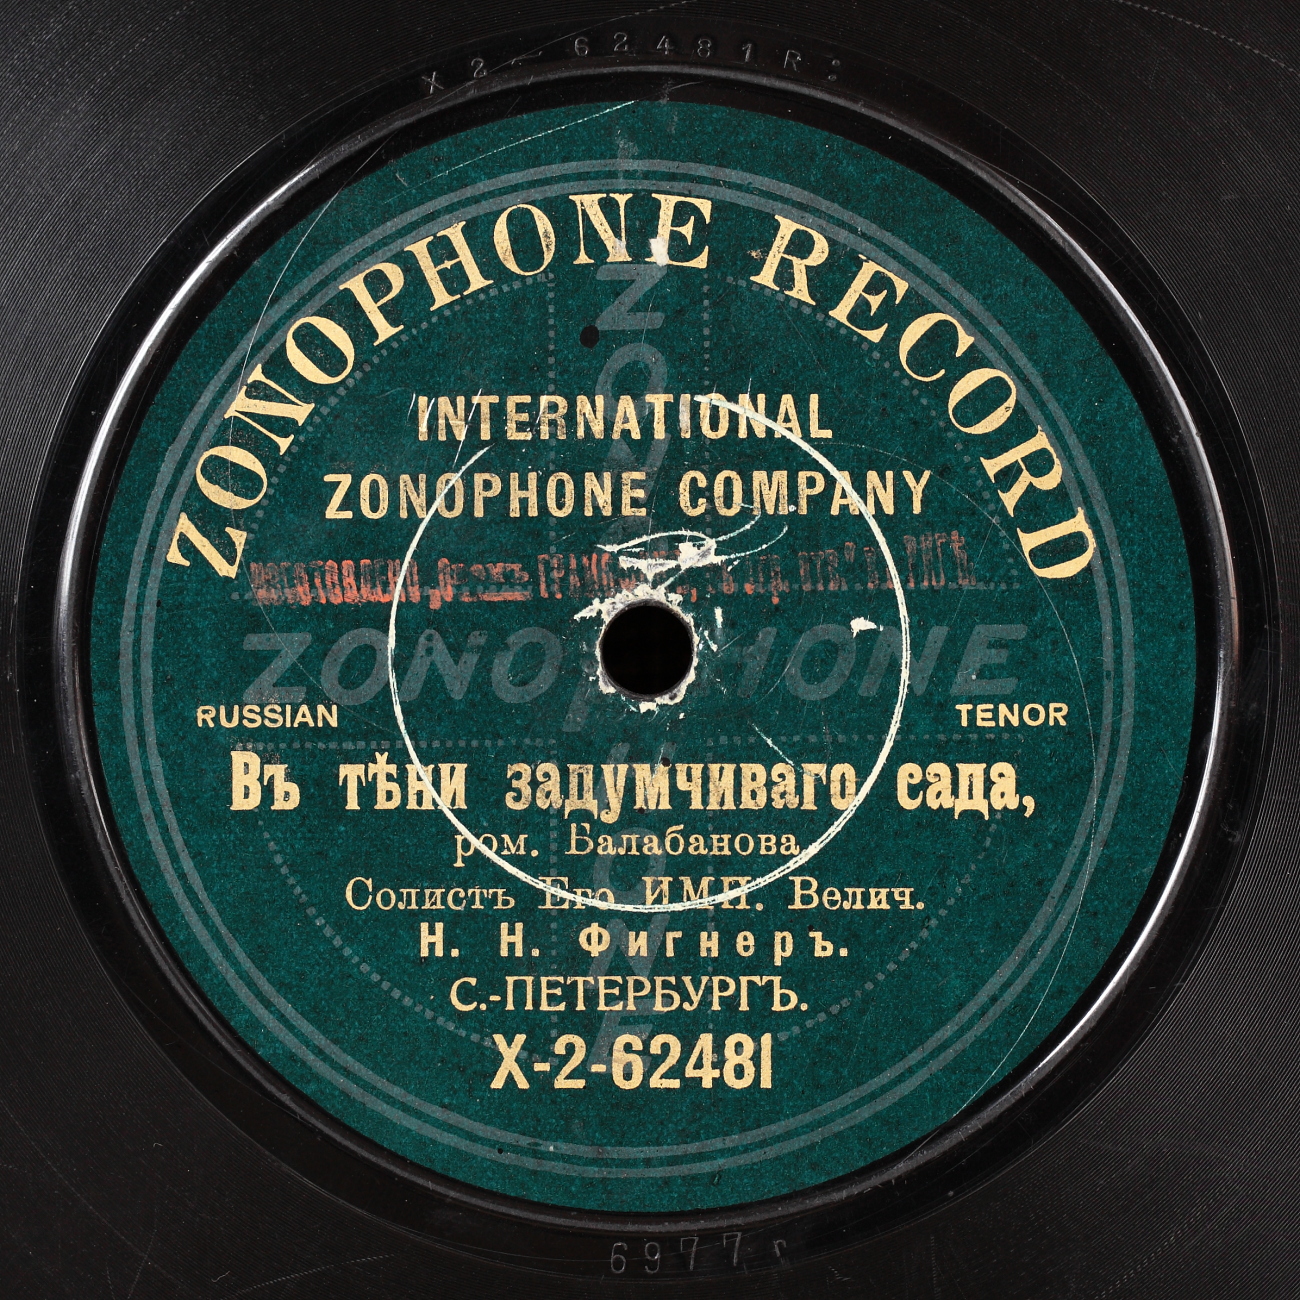 X 2 - 62481 R :
ZONOPHONE RECORD
INTERNATIONAL
ZONOPHONE COMPANY
ИЗГОТОВЛЕНО
ZONOPHONE
RUSSIAN
TENOR
Въ тѣни задумчиваго сада,
ром. Балабанова
Солистъ Его ИМП. Велич.
Н. Н. Фигнеръ.
С.-ПЕТЕРБУРГЪ.
X-2-62481
6977 r